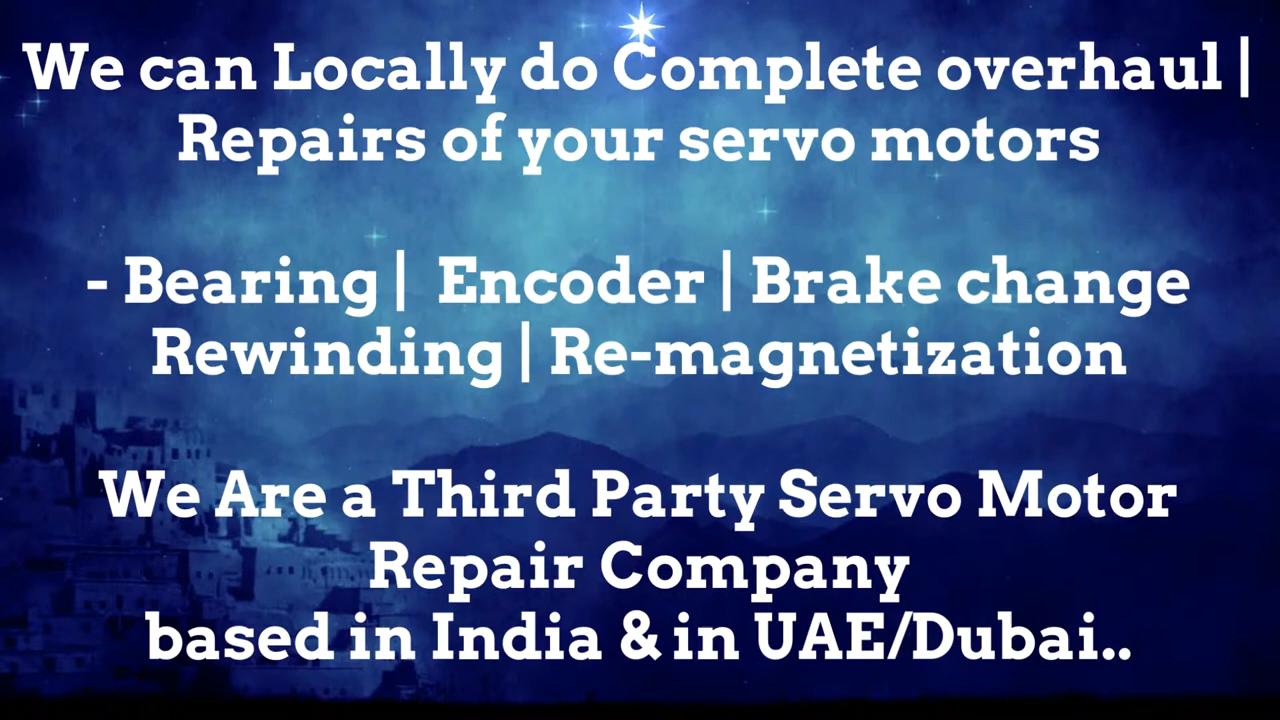 We can Locally do Complete overhaul |
Repairs of your servo motors
- Bearing | Encoder | Brake change
Rewinding | Re-magnetization
We Are a Third Party Servo Motor
Repair Company
based in India & in UAE/Dubai..